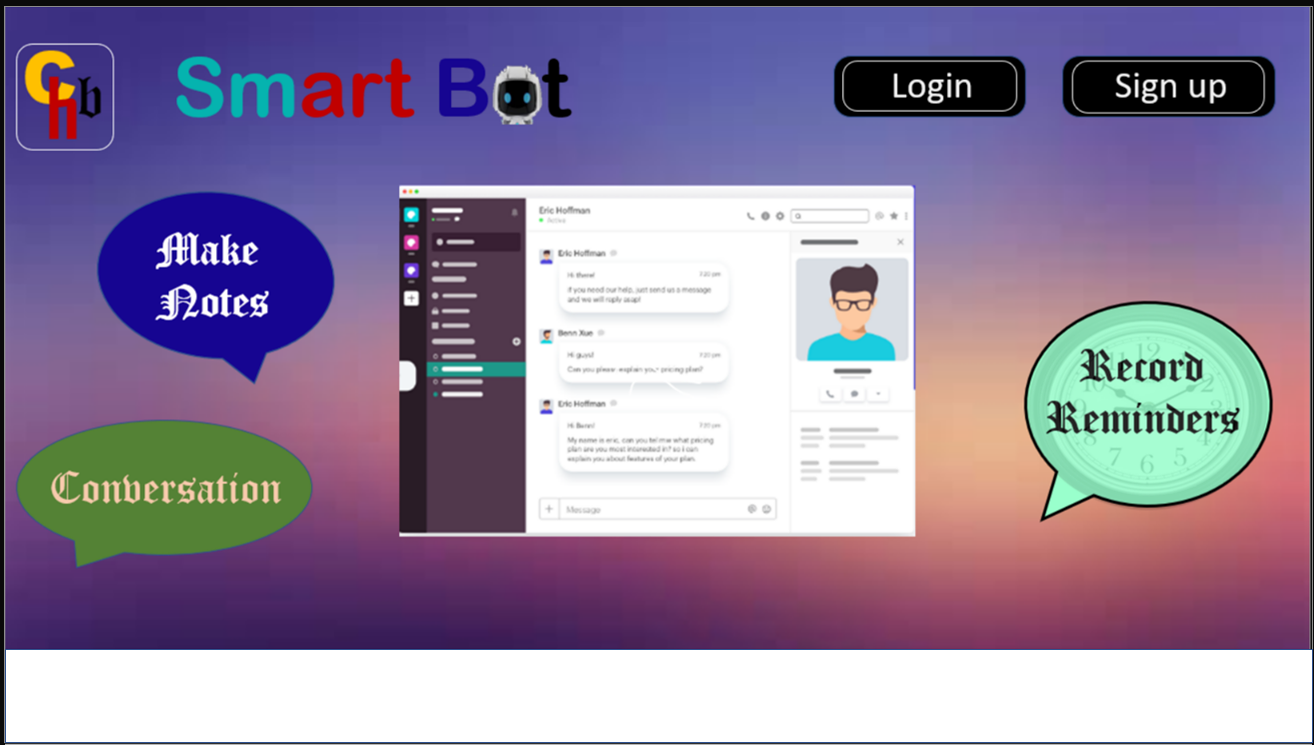 Chb
Smart Bot
Login
Sign up
Make
Notes
Conversation
Eric Hoffman
Active
Eric Hoffman
Hi there!
7:20 pm
If you need our help, just send us a message
and we will reply asap!
Benn Xue
Hi guys!
7:20 pm
Can you please explain your pricing plan?
Eric Hoffman
Hi Benn!
7:20 pm
My name is eric, can you tell me what pricing
plan are you most interested in? so i can
explain you about features of your plan.
Message
Record
Reminders
12
7 6 5